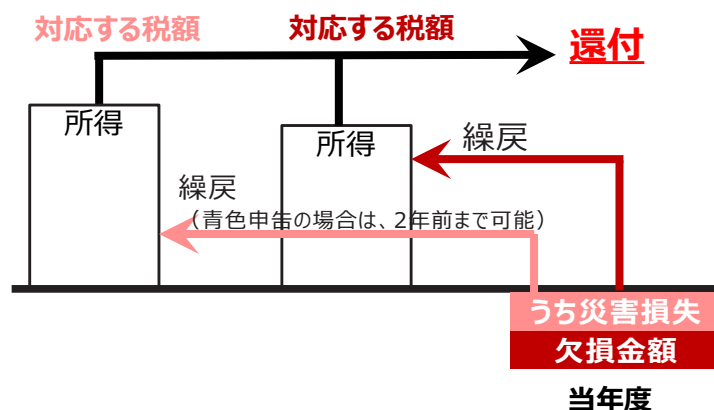 対応する税額
対応する税額
還付
所得
所得
繰戻
繰戻
（青色申告の場合は、2年前まで可能）
うち災害損失
欠損金額
当年度